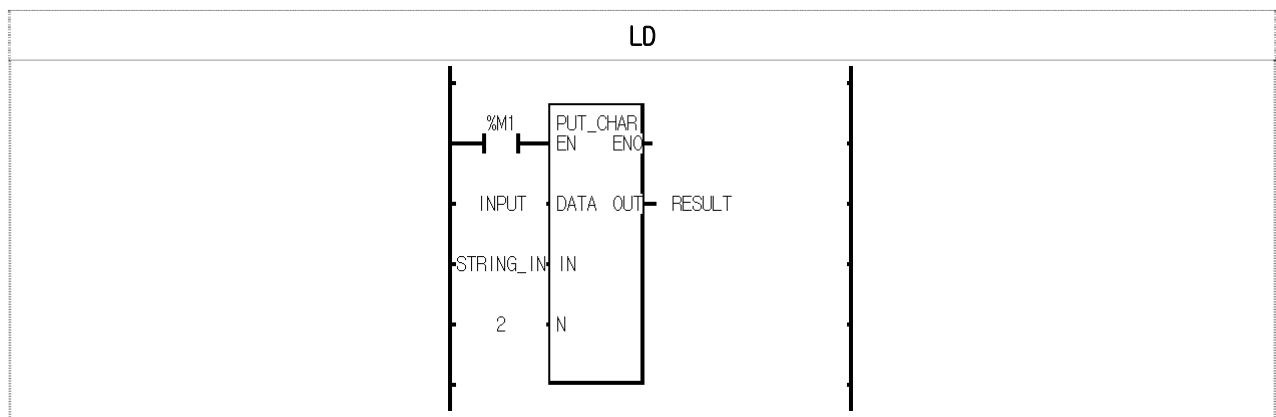 LD
%M1 PUT_CHAR
EN ENO
INPUT DATA OUT RESULT
STRING_IN IN
2 N